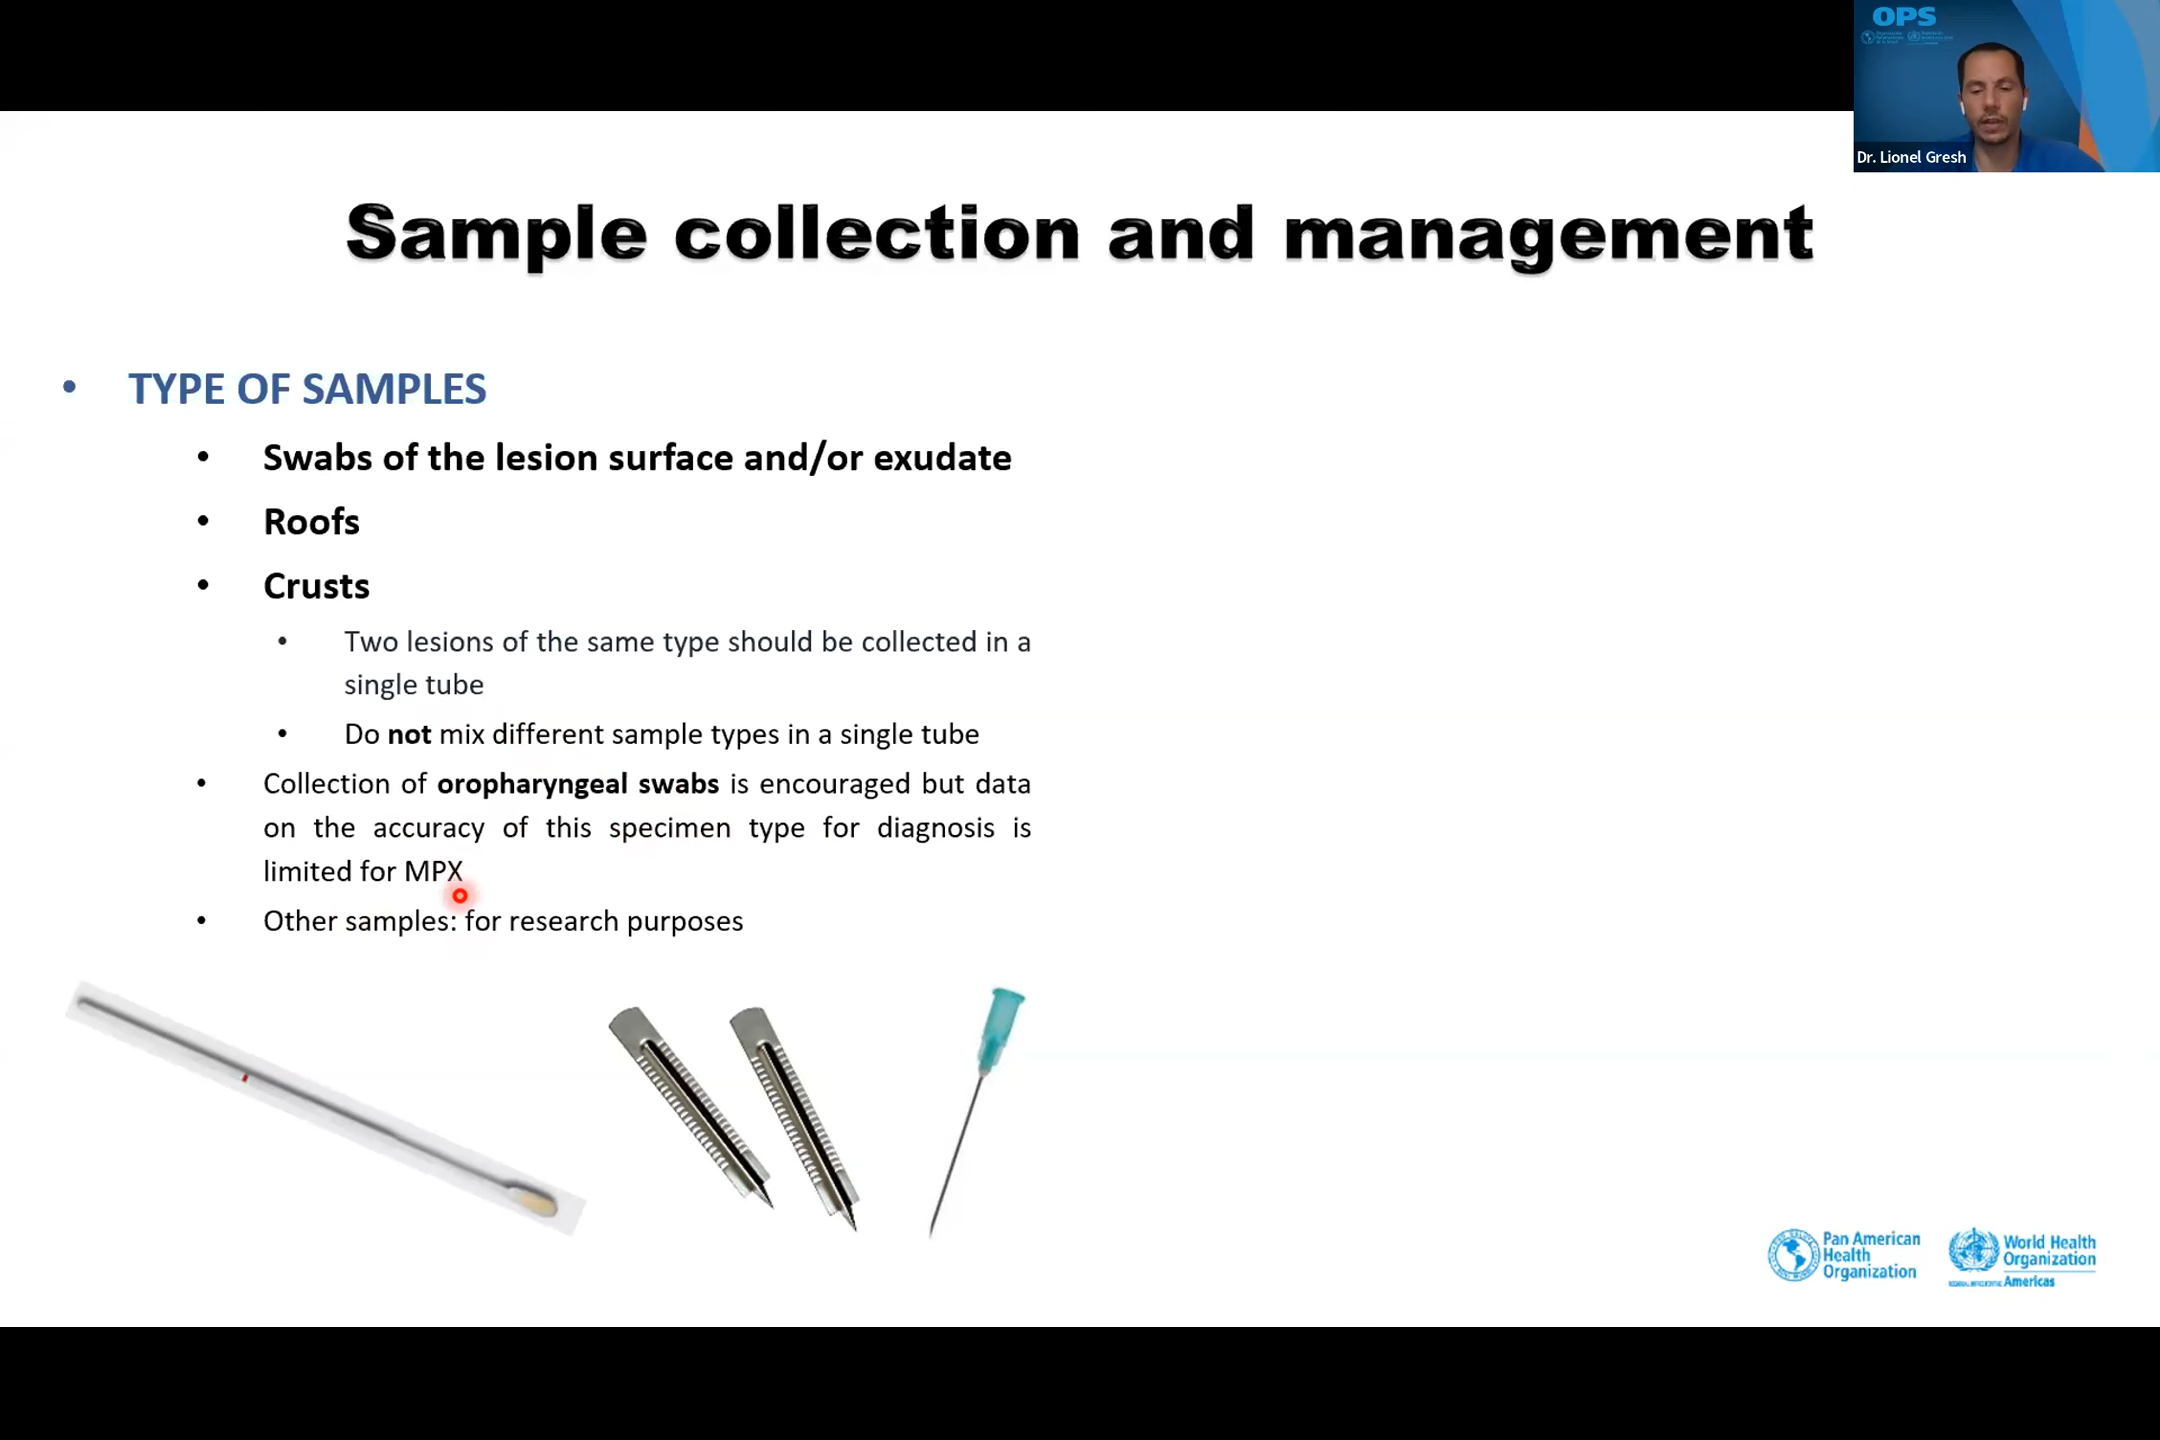 OPS
Dr. Lionel Gresh
Sample collection and management
• TYPE OF SAMPLES
• Swabs of the lesion surface and/or exudate
• Roofs
• Crusts
• Two lesions of the same type should be collected in a
single tube
• Do not mix different sample types in a single tube
• Collection of oropharyngeal swabs is encouraged but data
on the accuracy of this specimen type for diagnosis is
limited for MPX
• Other samples: for research purposes
Pan American
Health
Organization
World Health
Organization
Americas